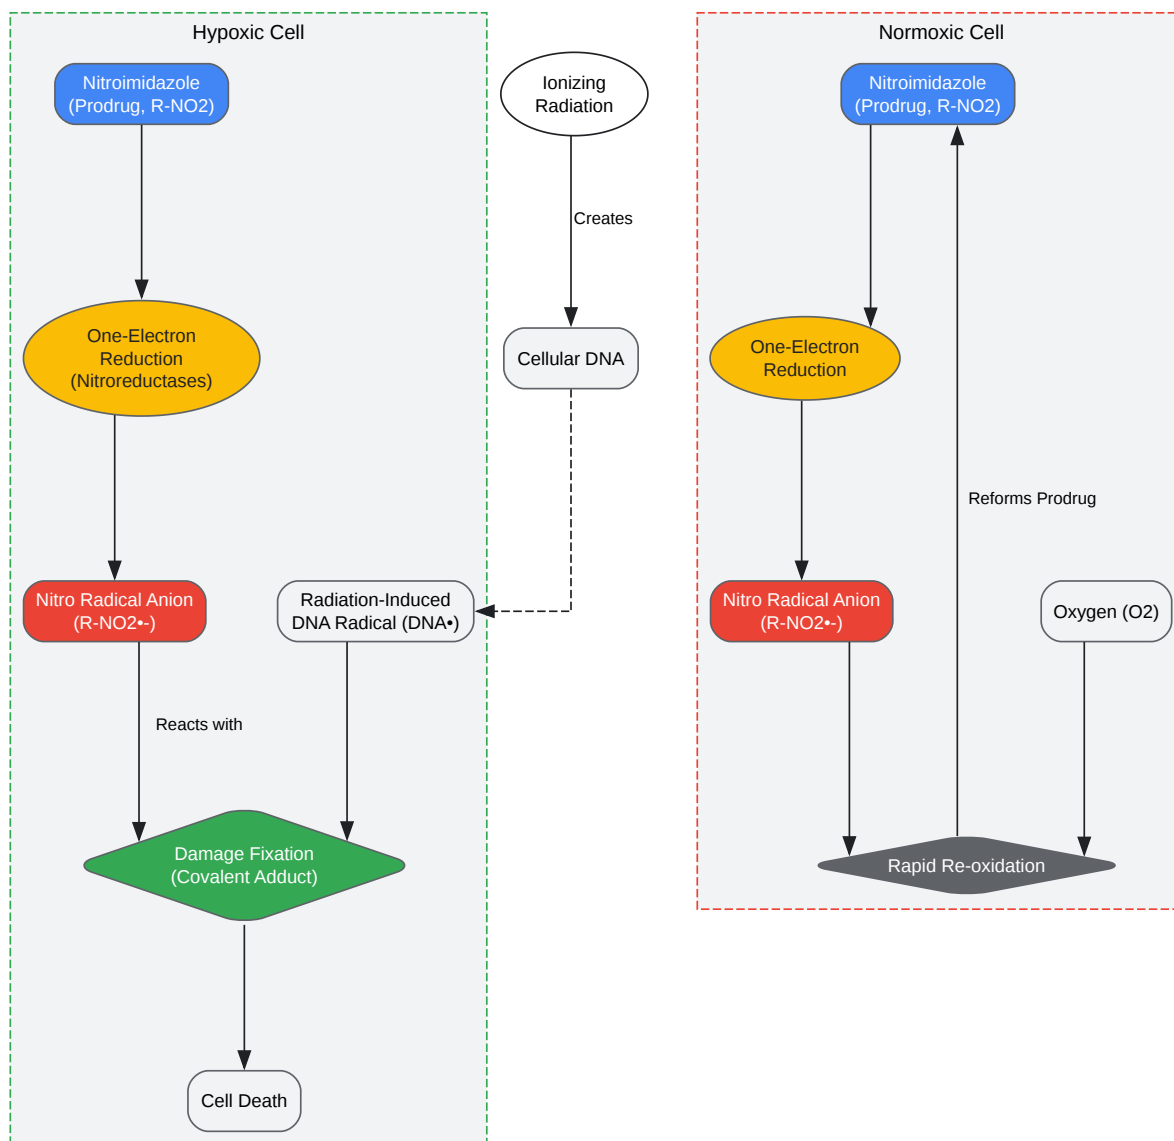 Hypoxic Cell
Nitroimidazole
(Prodrug, R-NO2)
One-Electron
Reduction
(Nitroreductases)
Nitro Radical Anion
(R-NO2•-)
Radiation-Induced
DNA Radical (DNA•)
Reacts with
Damage Fixation
(Covalent Adduct)
Cell Death
Ionizing
Radiation
Creates
Cellular DNA
Normoxic Cell
Nitroimidazole
(Prodrug, R-NO2)
One-Electron
Reduction
Reforms Prodrug
Nitro Radical Anion
(R-NO2•-)
Oxygen (O2)
Rapid Re-oxidation